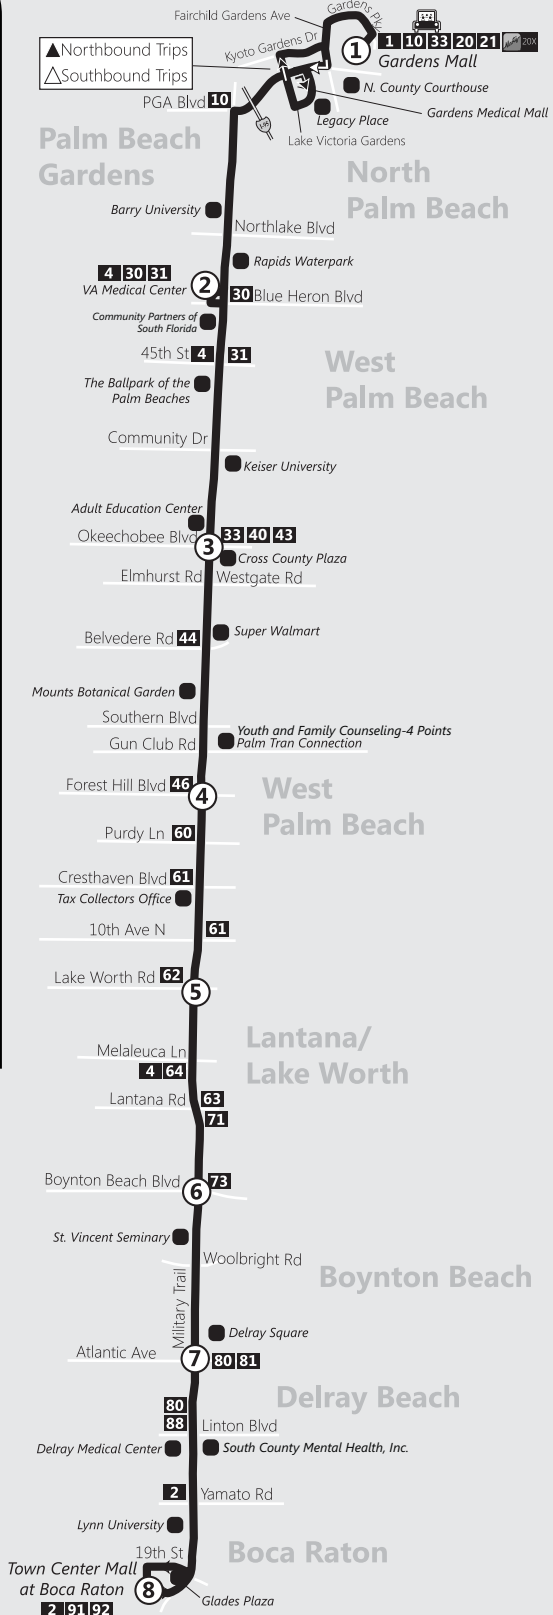 Fairchild Gardens Ave
Gardens Pkwy
▲Northbound Trips
△Southbound Trips
Kyoto Gardens Dr
1
1 10 33 20 21 20X
Gardens Mall
N. County Courthouse
PGA Blvd 10
I-95
Legacy Place
Gardens Medical Mall
Lake Victoria Gardens
Palm Beach
Gardens
North
Palm Beach
Barry University
Northlake Blvd
Rapids Waterpark
4 30 31
VA Medical Center
2
30 Blue Heron Blvd
Community Partners of
South Florida
45th St 4
31
West
Palm Beach
The Ballpark of the
Palm Beaches
Community Dr
Keiser University
Adult Education Center
Okeechobee Blvd
3
33 40 43
Cross County Plaza
Elmhurst Rd
Westgate Rd
Belvedere Rd 44
Super Walmart
Mounts Botanical Garden
Southern Blvd
Youth and Family Counseling-4 Points
Gun Club Rd
Palm Tran Connection
Forest Hill Blvd 46
4
West
Palm Beach
Purdy Ln 60
Cresthaven Blvd 61
Tax Collectors Office
10th Ave N
61
Lake Worth Rd 62
5
Lantana/
Lake Worth
Melaleuca Ln
4 64
Lantana Rd
63
71
Boynton Beach Blvd
6
73
St. Vincent Seminary
Woolbright Rd
Boynton Beach
Military Trail
Delray Square
Atlantic Ave
7
80 81
Delray Beach
80
88
Linton Blvd
Delray Medical Center
South County Mental Health, Inc.
2
Yamato Rd
Lynn University
19th St
Boca Raton
Town Center Mall
at Boca Raton
8
Glades Plaza
2 91 92